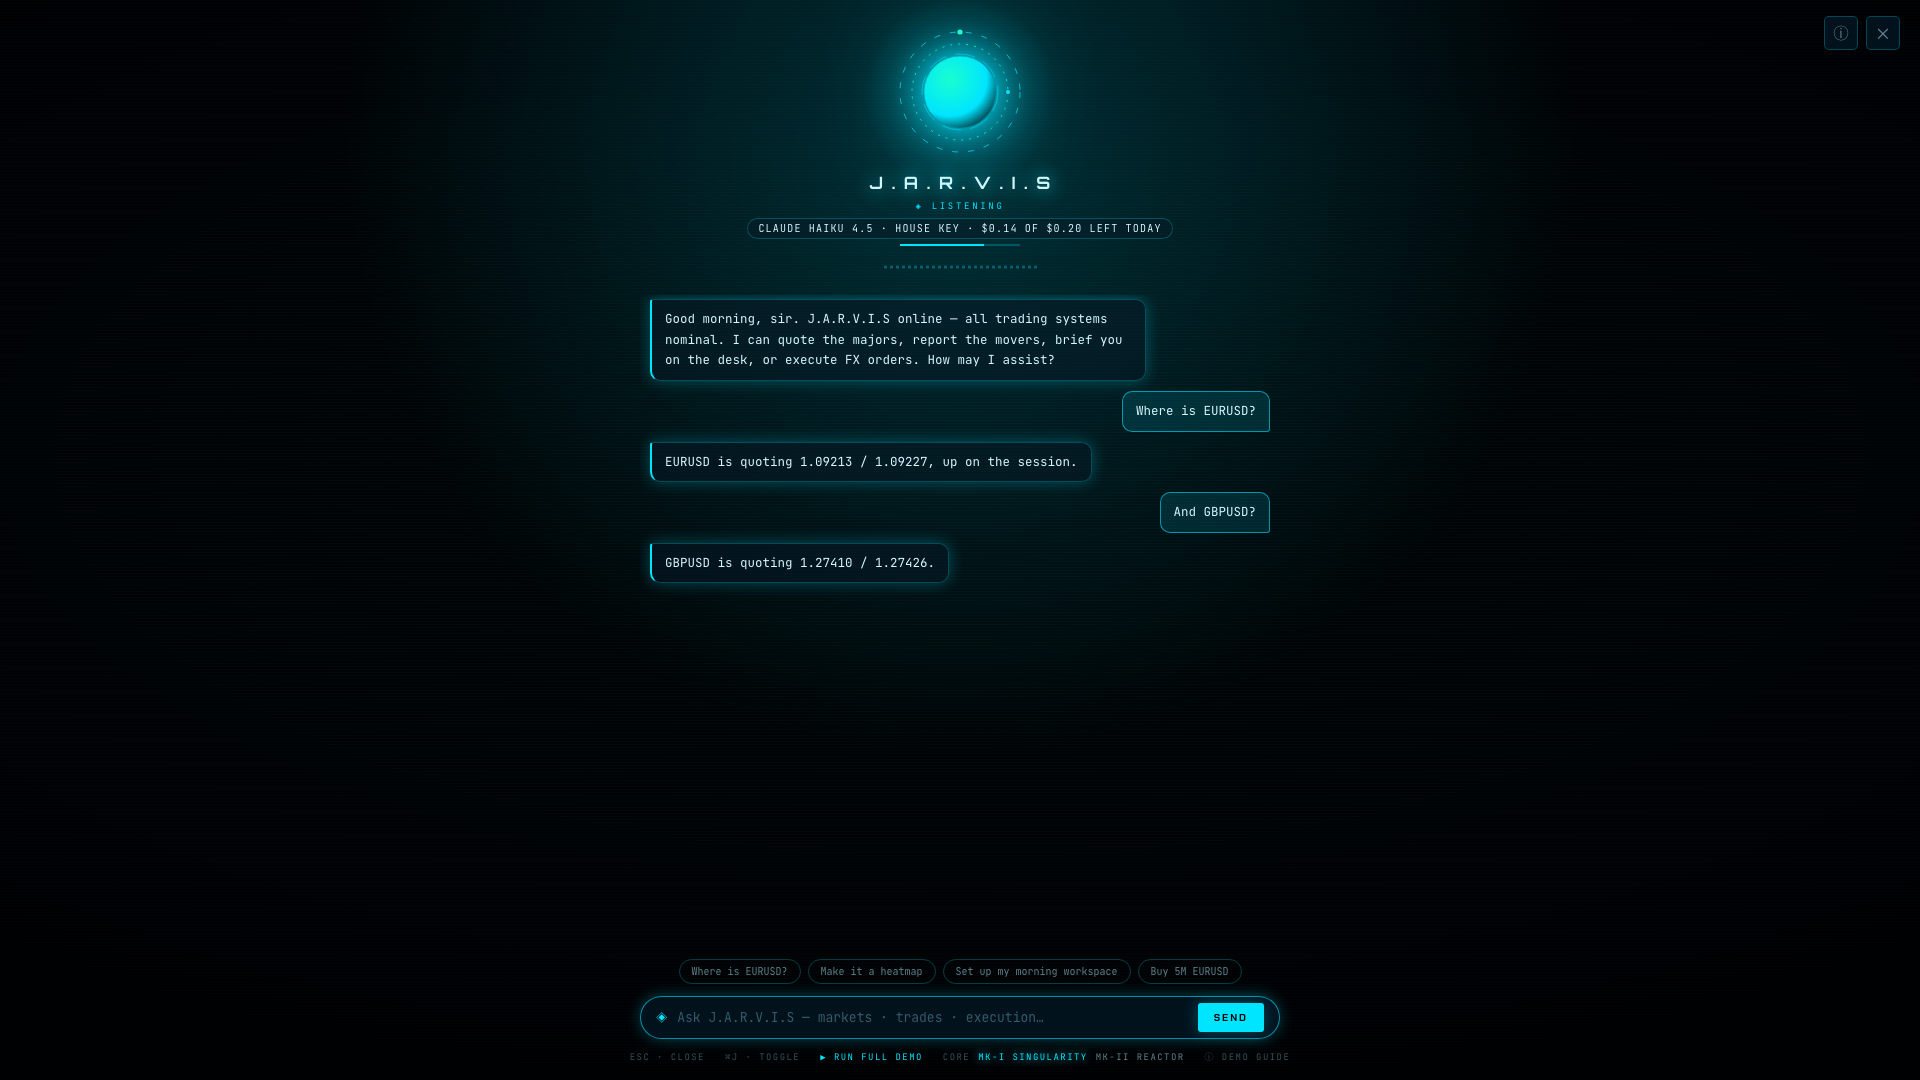 ⓘ ✕
J.A.R.V.I.S
◈ LISTENING
CLAUDE HAIKU 4.5 · HOUSE KEY · $0.14 OF $0.20 LEFT TODAY
Good morning, sir. J.A.R.V.I.S online — all trading systems
nominal. I can quote the majors, report the movers, brief you
on the desk, or execute FX orders. How may I assist?
Where is EURUSD?
EURUSD is quoting 1.09213 / 1.09227, up on the session.
And GBPUSD?
GBPUSD is quoting 1.27410 / 1.27426.
Where is EURUSD? Make it a heatmap Set up my morning workspace Buy 5M EURUSD
◈ Ask J.A.R.V.I.S — markets · trades · execution… SEND
ESC · CLOSE ⌘J · TOGGLE ▶ RUN FULL DEMO CORE MK-I SINGULARITY MK-II REACTOR ⓘ DEMO GUIDE